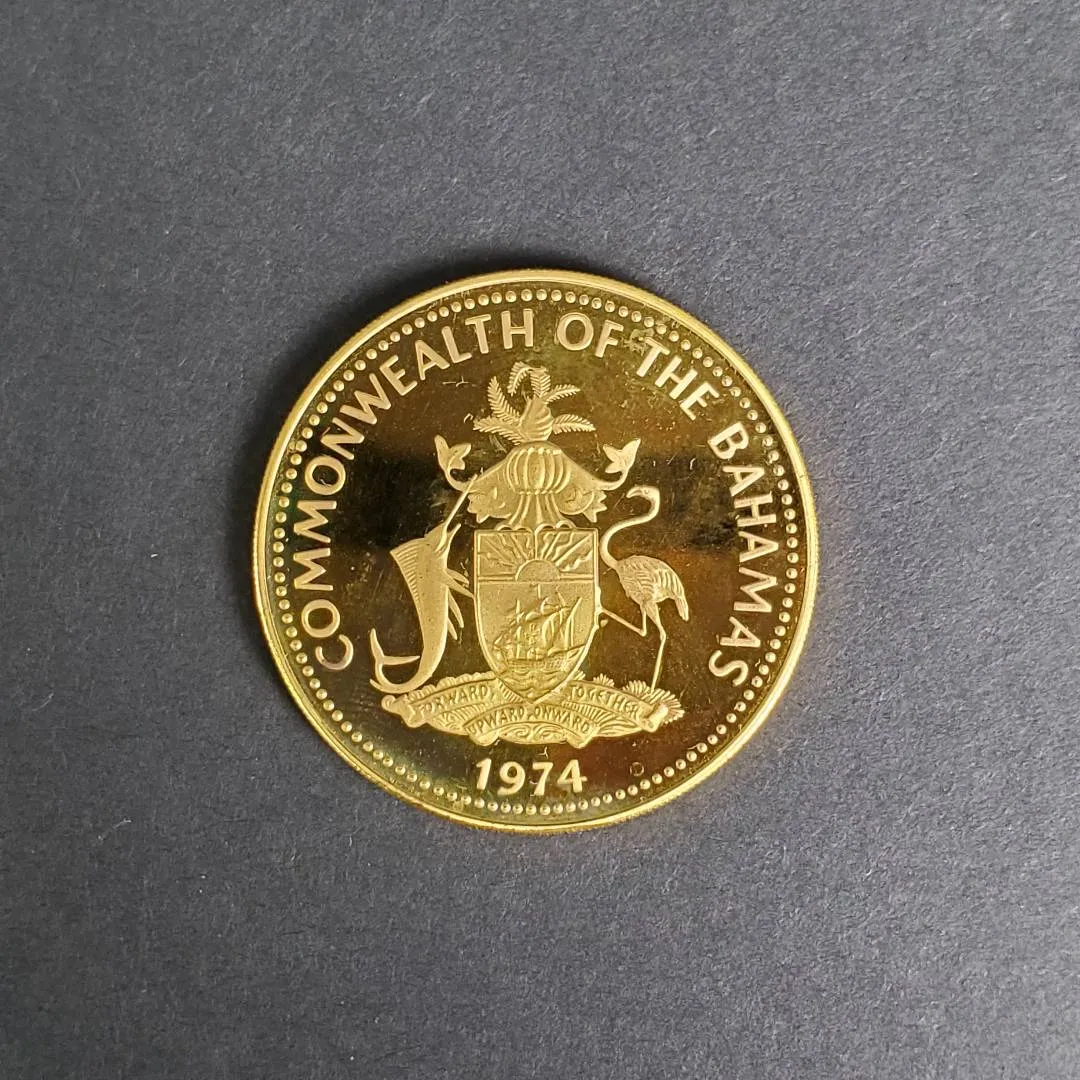 COMMONWEALTH OF THE BAHAMAS
FORWARD, UPWARD, ONWARD TOGETHER
1974